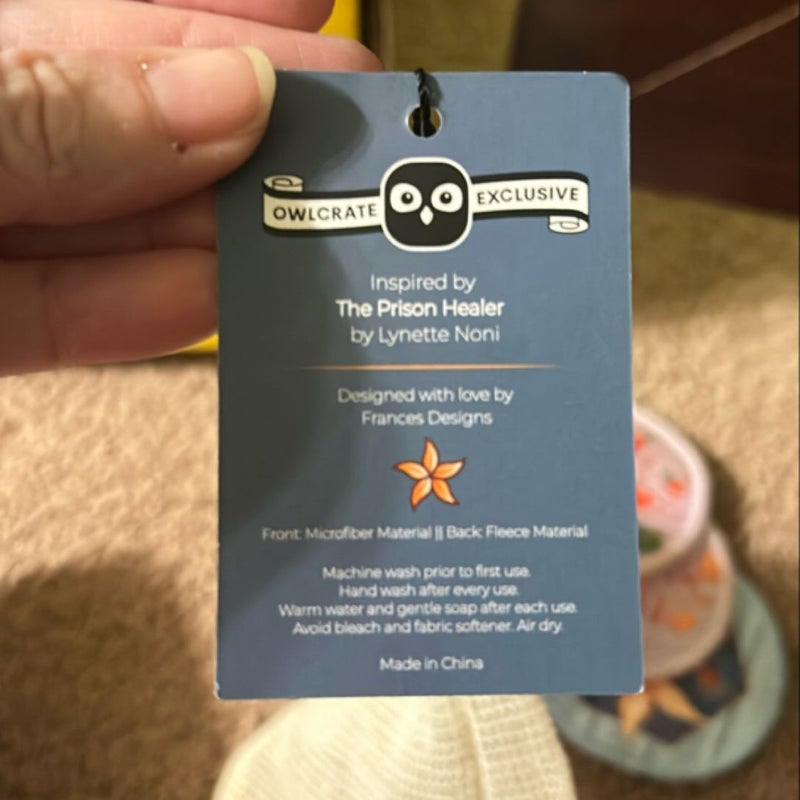 OWLCRATE EXCLUSIVE
Inspired by
The Prison Healer
by Lynette Noni
Designed with love by
Frances Designs
Front: Microfiber Material || Back: Fleece Material
Machine wash prior to first use.
Hand wash after every use.
Warm water and gentle soap after each use.
Avoid bleach and fabric softener. Air dry.
Made in China